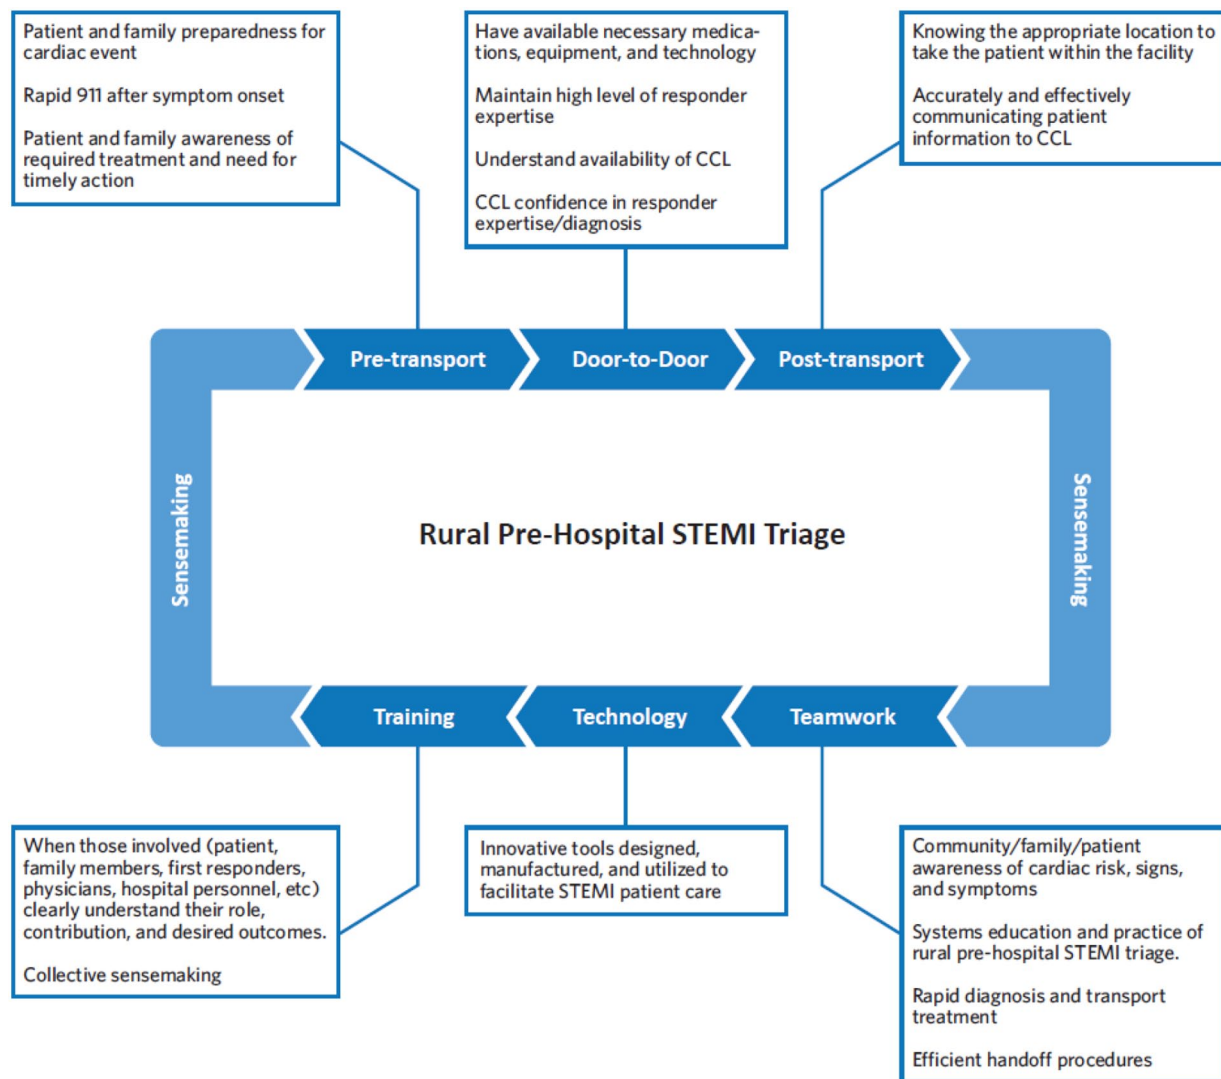 Patient and family preparedness for
cardiac event
Rapid 911 after symptom onset
Patient and family awareness of
required treatment and need for
timely action
Have available necessary medica-
tions, equipment, and technology
Maintain high level of responder
expertise
Understand availability of CCL
CCL confidence in responder
expertise/diagnosis
Knowing the appropriate location to
take the patient within the facility
Accurately and effectively
communicating patient
information to CCL
Pre-transport
Door-to-Door
Post-transport
Sensemaking
Rural Pre-Hospital STEMI Triage
Sensemaking
Training
Technology
Teamwork
When those involved (patient,
family members, first responders,
physicians, hospital personnel, etc)
clearly understand their role,
contribution, and desired outcomes.
Collective sensemaking
Innovative tools designed,
manufactured, and utilized to
facilitate STEMI patient care
Community/family/patient
awareness of cardiac risk, signs,
and symptoms
Systems education and practice of
rural pre-hospital STEMI triage.
Rapid diagnosis and transport
treatment
Efficient handoff procedures